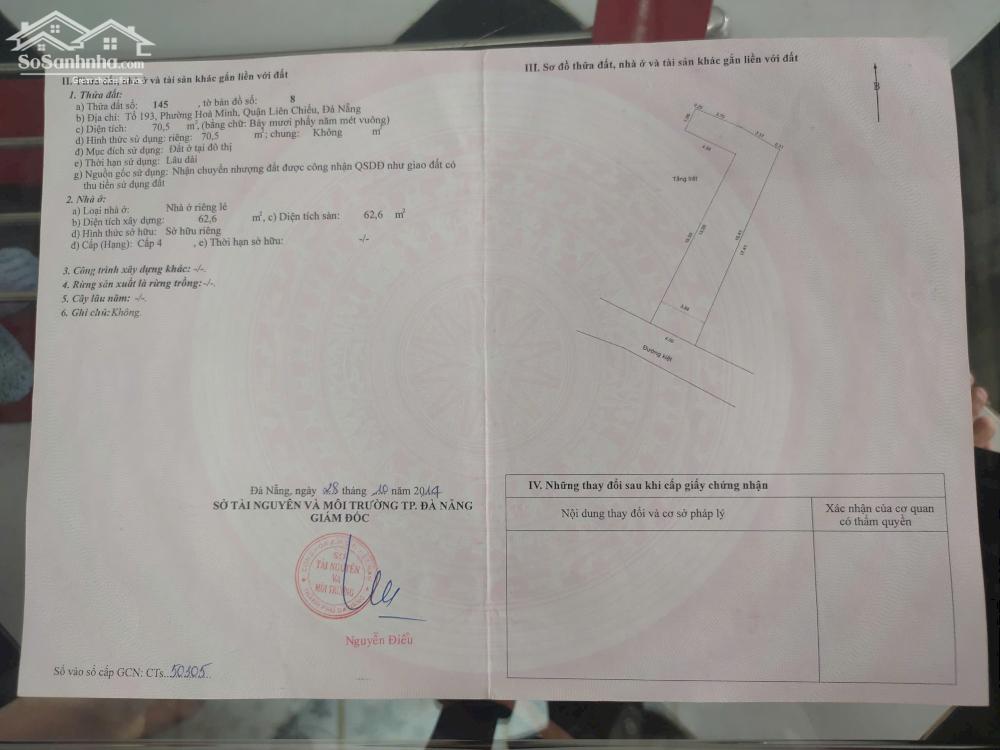 SoSanhnha.com
II. Thửa đất, nhà ở và tài sản khác gắn liền với đất
1. Thửa đất:
a) Thửa đất số: 145 , tờ bản đồ số: 8
b) Địa chỉ: Tổ 193, Phường Hoà Minh, Quận Liên Chiểu, Đà Nẵng
c) Diện tích: 70,5 m², (bằng chữ: Bảy mươi phẩy năm mét vuông)
d) Hình thức sử dụng: riêng: 70,5 m²; chung: Không m²
đ) Mục đích sử dụng: Đất ở tại đô thị
e) Thời hạn sử dụng: Lâu dài
g) Nguồn gốc sử dụng: Nhận chuyển nhượng đất được công nhận QSDĐ như giao đất có
thu tiền sử dụng đất
2. Nhà ở:
a) Loại nhà ở: Nhà ở riêng lẻ
b) Diện tích xây dựng: 62,6 m², c) Diện tích sàn: 62,6 m²
d) Hình thức sở hữu: Sở hữu riêng
đ) Cấp (Hạng): Cấp 4 , e) Thời hạn sở hữu: -/-
3. Công trình xây dựng khác: -/-.
4. Rừng sản xuất là rừng trồng: -/-.
5. Cây lâu năm: -/-.
6. Ghi chú: Không.
Đà Nẵng, ngày 28 tháng 10 năm 2014
SỞ TÀI NGUYÊN VÀ MÔI TRƯỜNG TP. ĐÀ NẴNG
GIÁM ĐỐC
SỞ
TÀI NGUYÊN
VÀ
MÔI TRƯỜNG
Nguyễn Điểu
Số vào sổ cấp GCN: CTs..50305..
III. Sơ đồ thửa đất, nhà ở và tài sản khác gắn liền với đất
B
Tầng trệt
4.00
Đường kiệt
IV. Những thay đổi sau khi cấp giấy chứng nhận
Nội dung thay đổi và cơ sở pháp lý
Xác nhận của cơ quan
có thẩm quyền